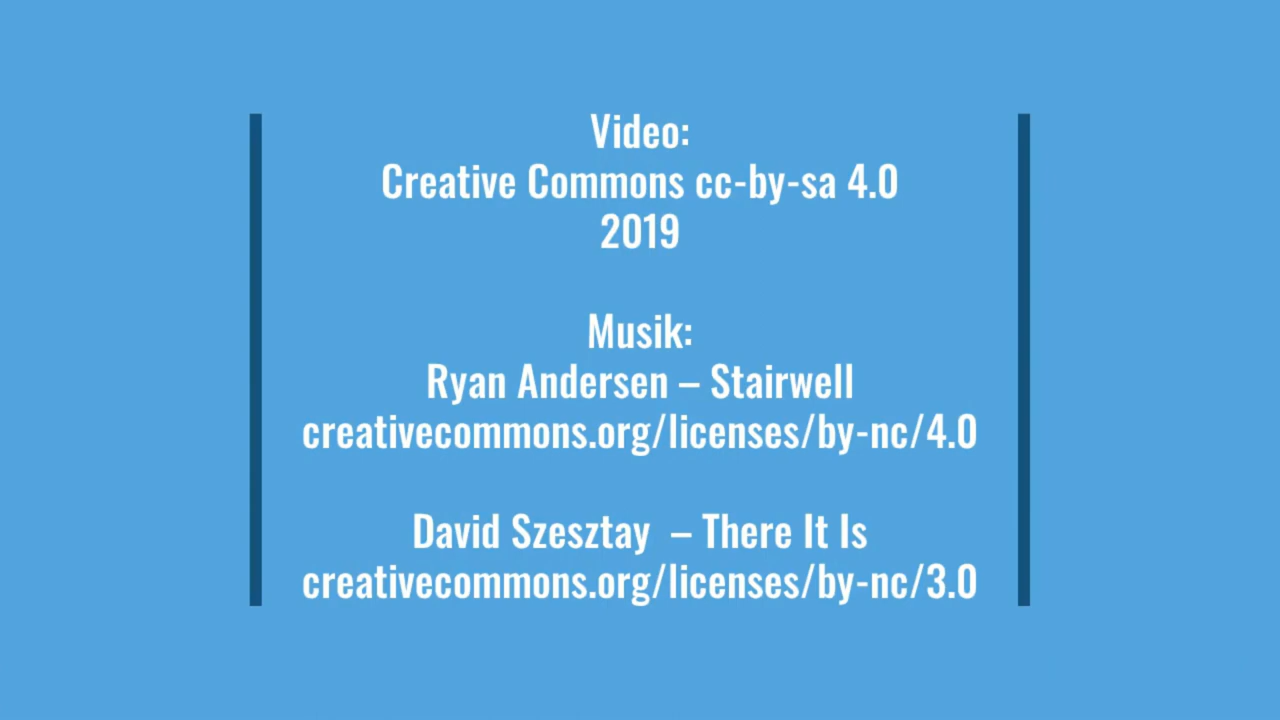 Video:
Creative Commons cc-by-sa 4.0
2019
Musik:
Ryan Andersen – Stairwell
creativecommons.org/licenses/by-nc/4.0
David Szesztay – There It Is
creativecommons.org/licenses/by-nc/3.0